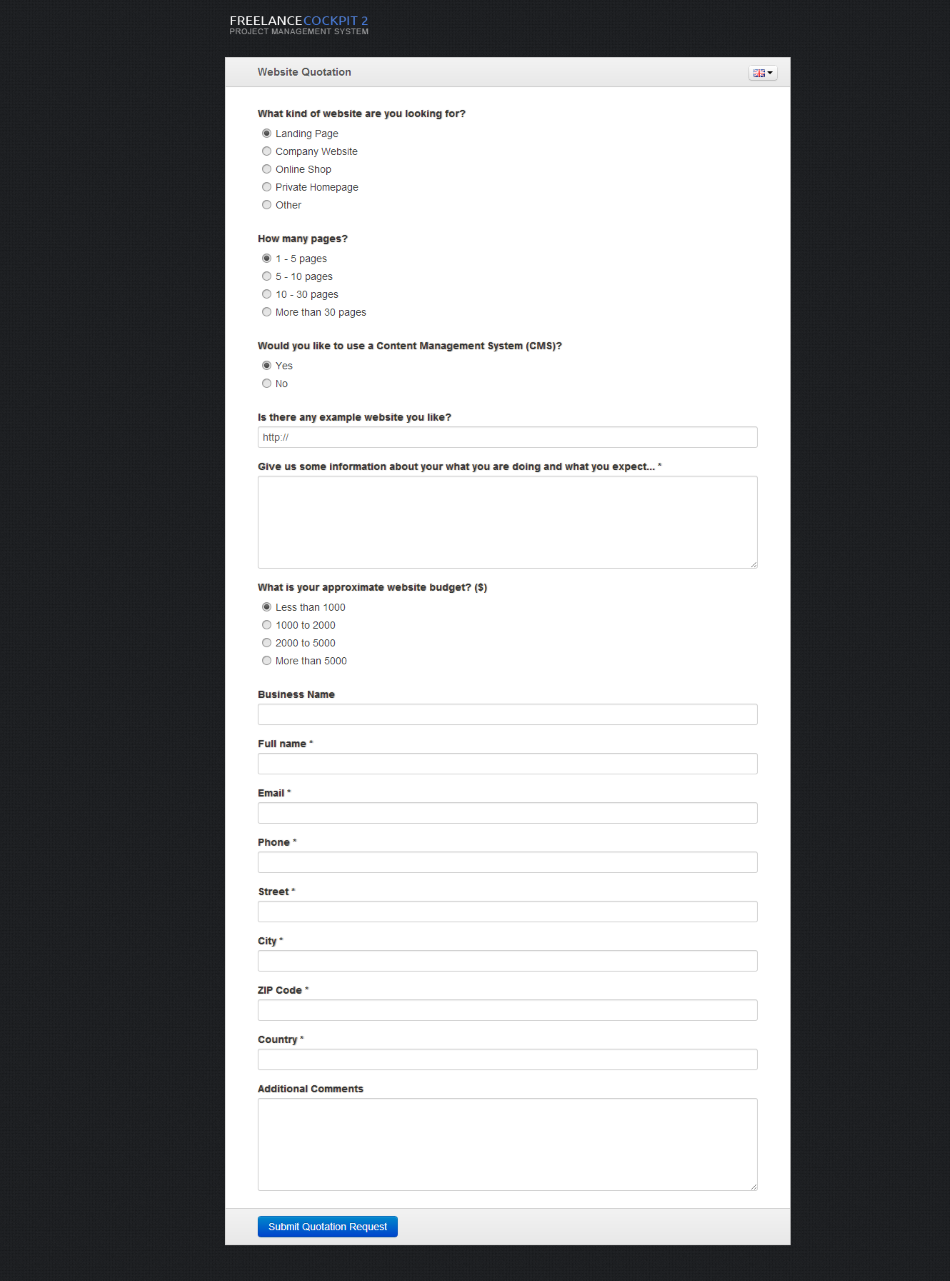 FREELANCECOCKPIT 2
PROJECT MANAGEMENT SYSTEM
Website Quotation
What kind of website are you looking for?
Landing Page
Company Website
Online Shop
Private Homepage
Other
How many pages?
1 - 5 pages
5 - 10 pages
10 - 30 pages
More than 30 pages
Would you like to use a Content Management System (CMS)?
Yes
No
Is there any example website you like?
http://
Give us some information about your what you are doing and what you expect... *
What is your approximate website budget? ($)
Less than 1000
1000 to 2000
2000 to 5000
More than 5000
Business Name
Full name *
Email *
Phone *
Street *
City *
ZIP Code *
Country *
Additional Comments
Submit Quotation Request